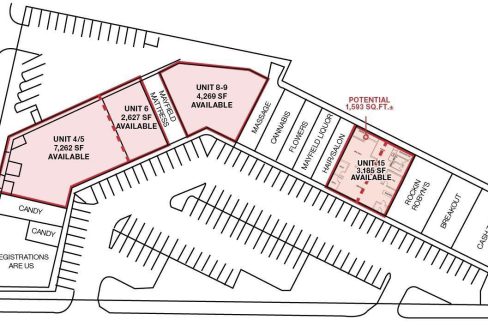 POTENTIAL
1,593 SQ.FT.±
UNIT 8-9
4,269 SF
AVAILABLE
UNIT 6
2,627 SF
AVAILABLE
MAYFIELD
MATTRESS
UNIT 4/5
7,262 SF
AVAILABLE
MASSAGE
CANNABIS
FLOWERS
MAYFIELD LIQUOR
HAIR/SALON
UNIT 15
3,185 SF
AVAILABLE
ROCKIN
ROBYN'S
BREAKOUT
CASH
CANDY
CANDY
REGISTRATIONS
ARE US